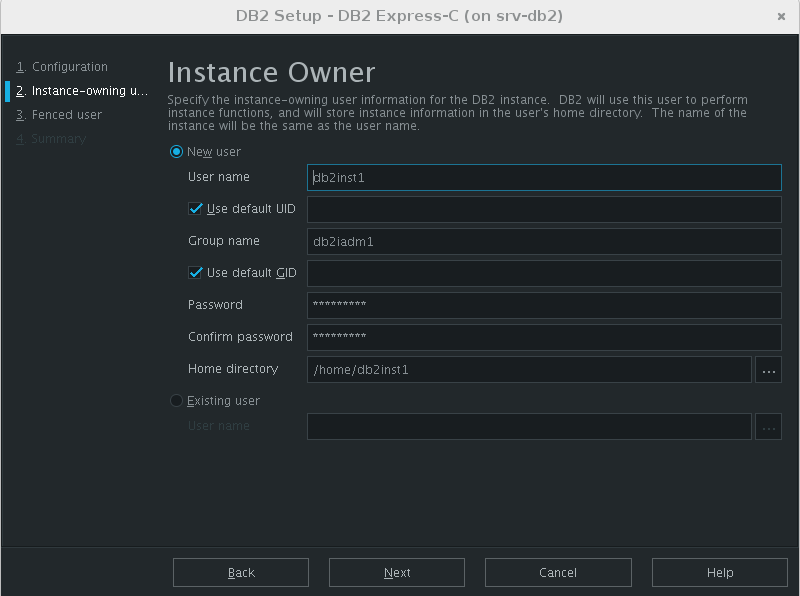 DB2 Setup - DB2 Express-C (on srv-db2)
1. Configuration
2. Instance-owning u...
3. Fenced user
4. Summary
Instance Owner
Specify the instance-owning user information for the DB2 instance.  DB2 will use this user to perform
instance functions, and will store instance information in the user's home directory.  The name of the
instance will be the same as the user name.
New user
User name
db2inst1
Use default UID
Group name
db2iadm1
Use default GID
Password
*********
Confirm password
*********
Home directory
/home/db2inst1
...
Existing user
User name
...
Back
Next
Cancel
Help